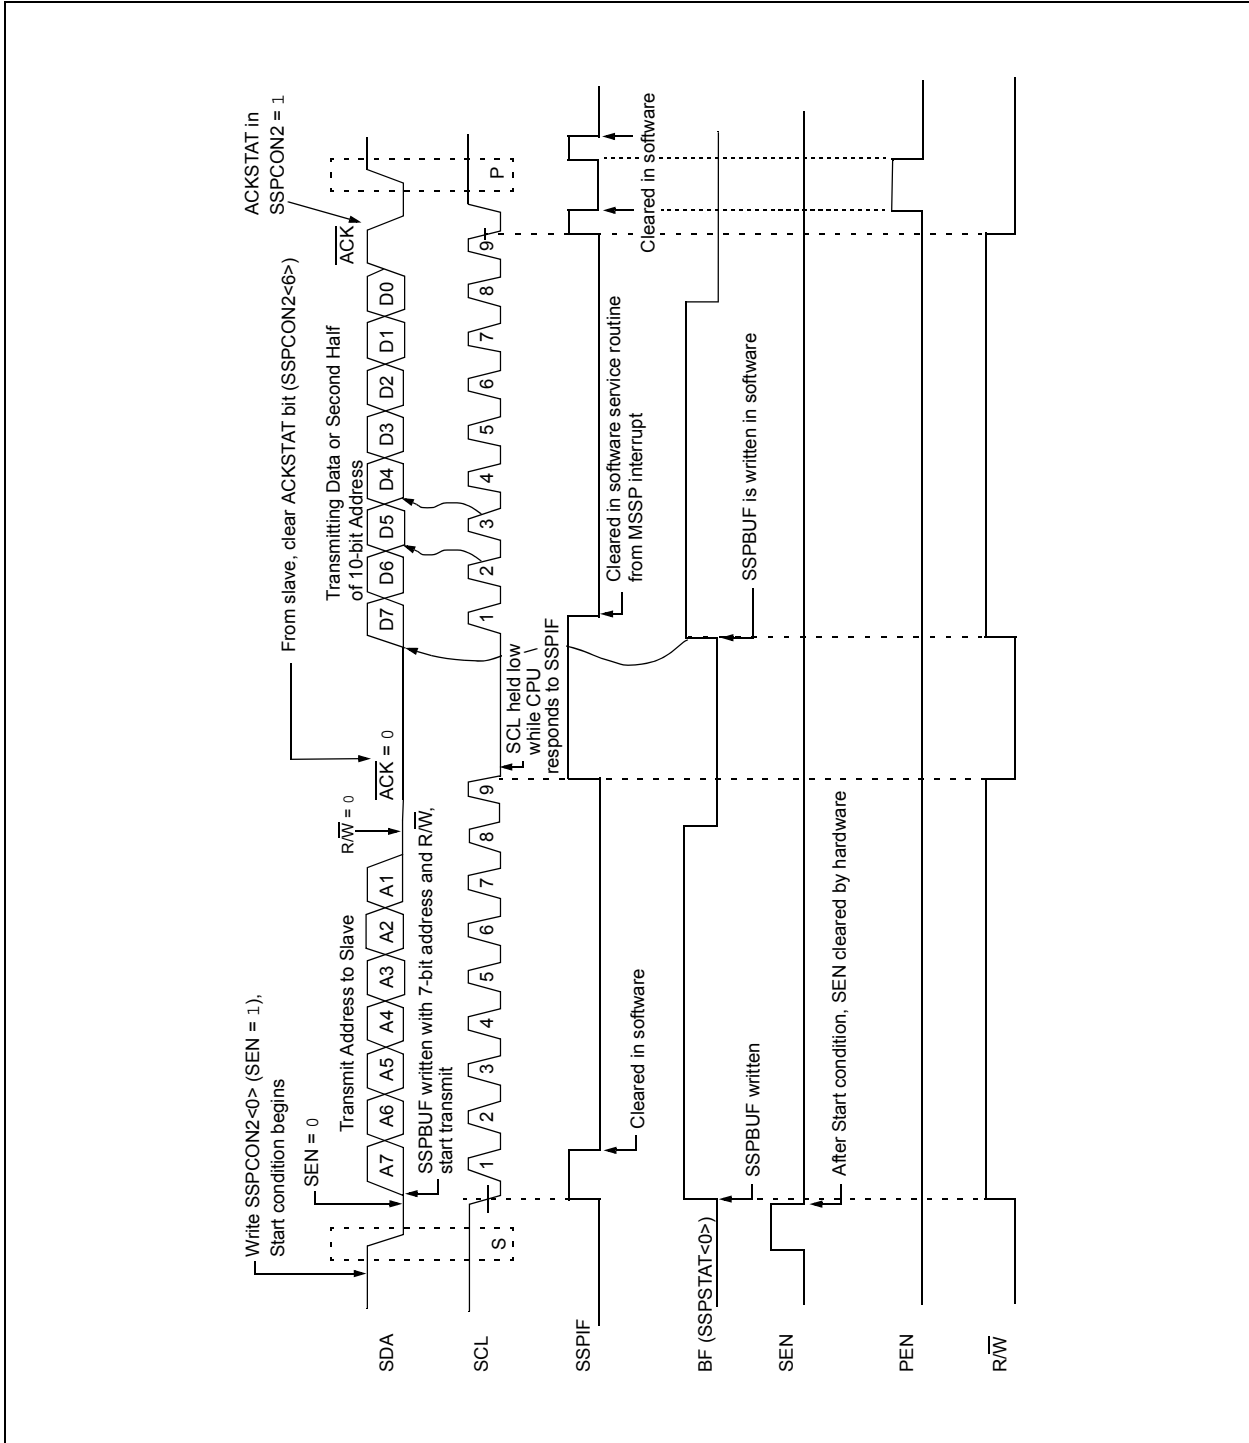 Write SSPCON2<0> (SEN = 1),
Start condition begins
SEN = 0
From slave, clear ACKSTAT bit (SSPCON2<6>)
ACKSTAT in
SSPCON2 = 1
Transmit Address to Slave
R/W = 0
ACK = 0
Transmitting Data or Second Half
of 10-bit Address
ACK
SDA
A7 A6 A5 A4 A3 A2 A1
D7 D6 D5 D4 D3 D2 D1 D0
SSPBUF written with 7-bit address and R/W,
start transmit
SCL
S
1 2 3 4 5 6 7 8 9
1 2 3 4 5 6 7 8 9
P
SCL held low
while CPU
responds to SSPIF
SSPIF
Cleared in software
Cleared in software service routine
from MSSP interrupt
Cleared in software
BF (SSPSTAT<0>)
SSPBUF written
SSPBUF is written in software
SEN
After Start condition, SEN cleared by hardware
PEN
R/W